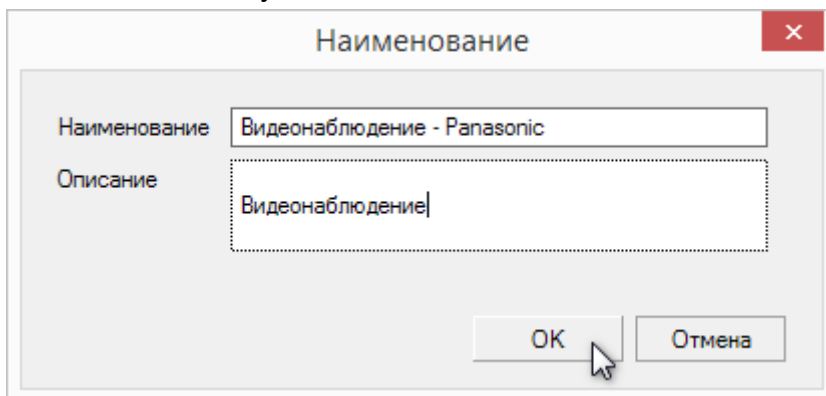 Наименование
Наименование Видеонаблюдение - Panasonic
Описание
Видеонаблюдение
OK Отмена